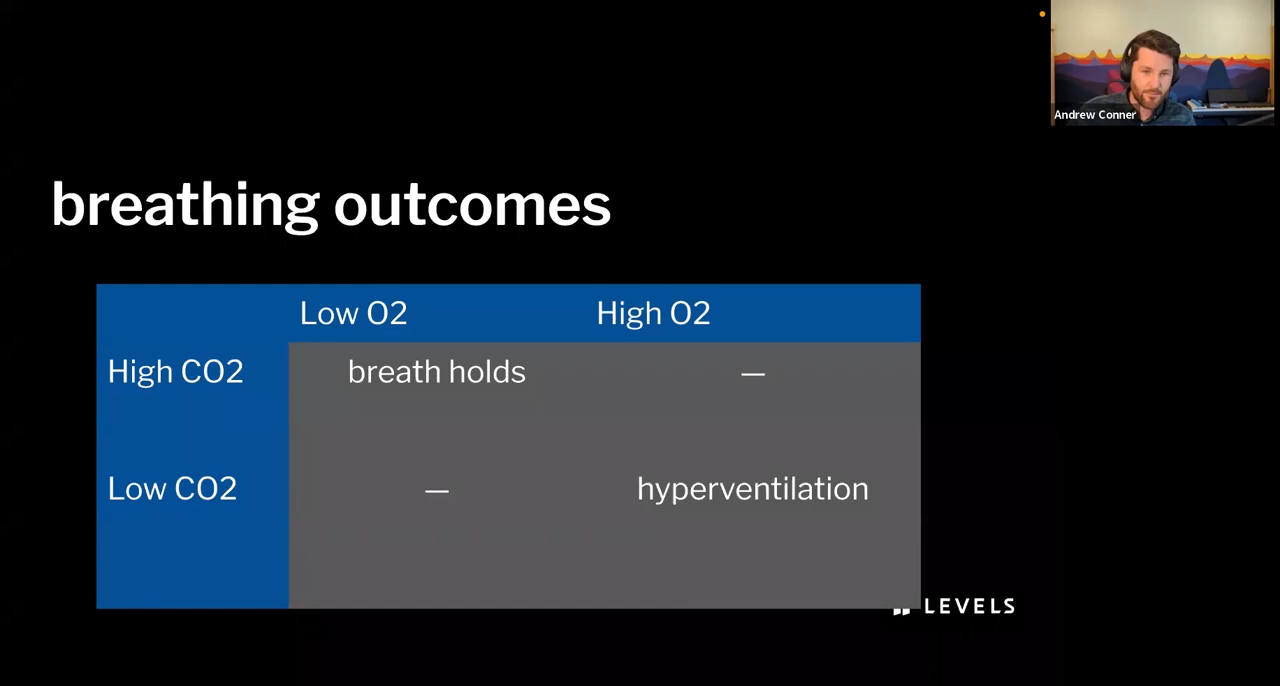 Andrew Conner
breathing outcomes
Low O2 High O2
High CO2 breath holds —
Low CO2 — hyperventilation
LEVELS